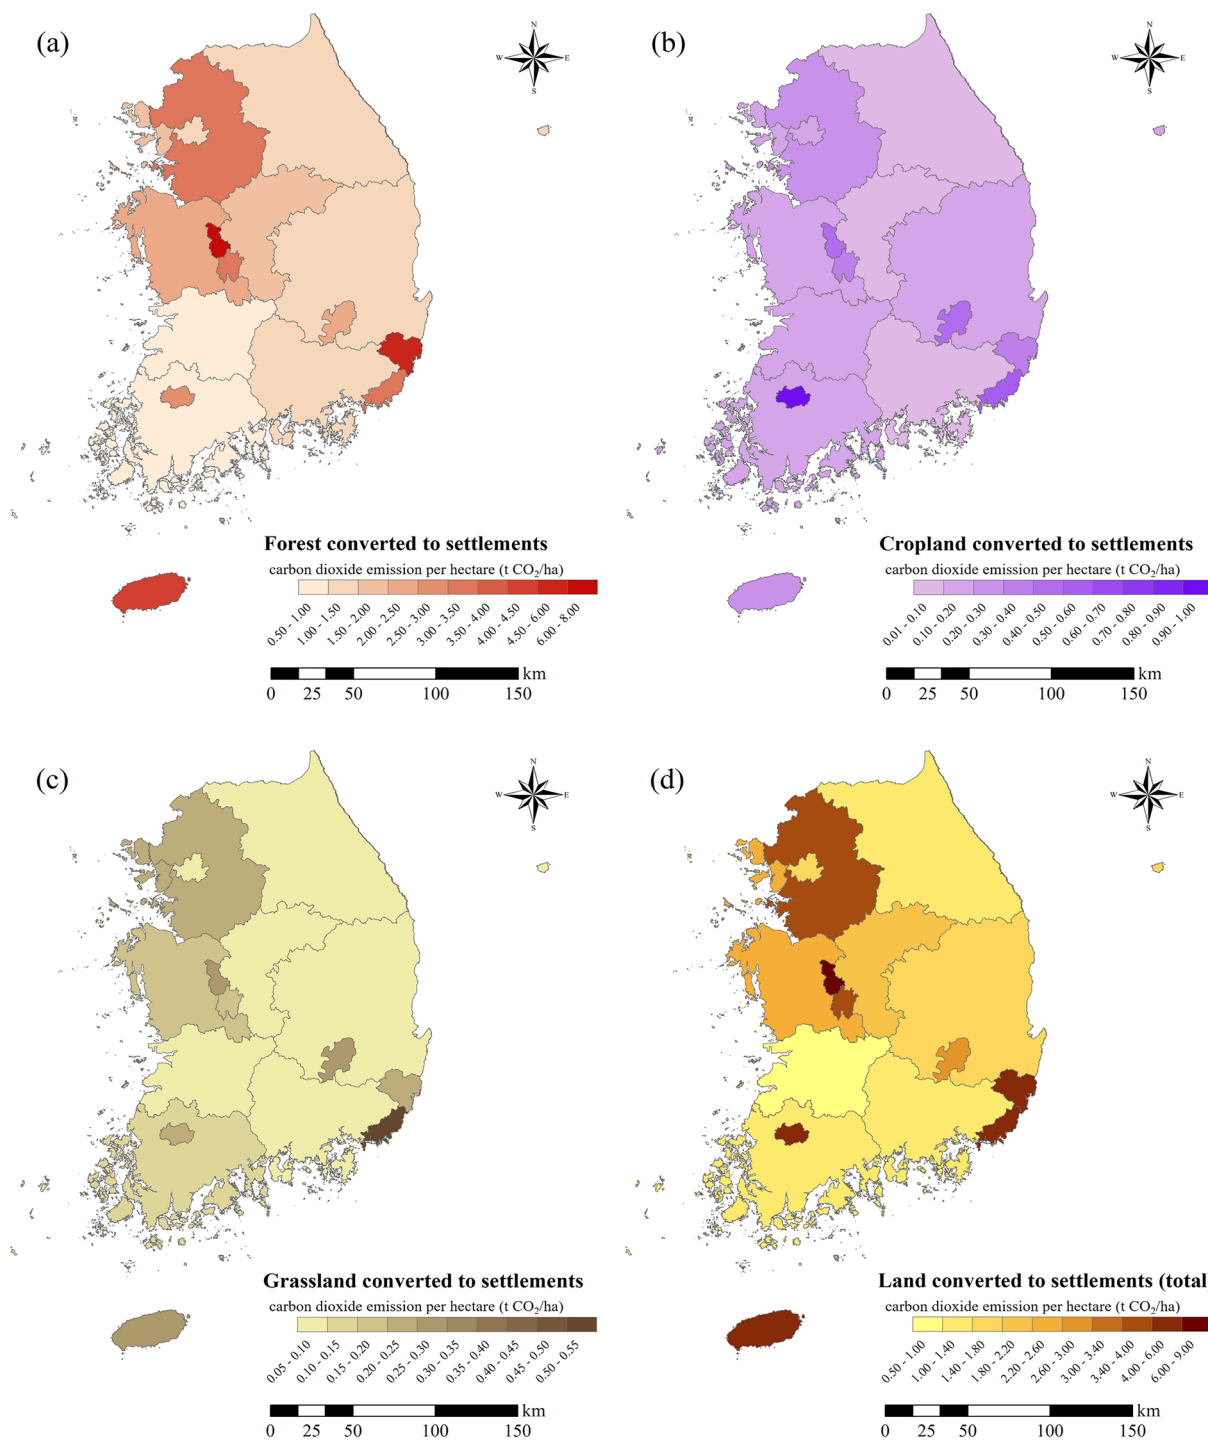 (a)
N
W
E
S
Forest converted to settlements
carbon dioxide emission per hectare (t CO₂/ha)
0.50 - 1.00
1.00 - 1.50
1.50 - 2.00
2.00 - 2.50
2.50 - 3.00
3.00 - 3.50
3.50 - 4.00
4.00 - 4.50
4.50 - 6.00
6.00 - 8.00
km
0 25 50 100 150
(b)
N
W
E
S
Cropland converted to settlements
carbon dioxide emission per hectare (t CO₂/ha)
0.01 - 0.10
0.10 - 0.20
0.20 - 0.30
0.30 - 0.40
0.40 - 0.50
0.50 - 0.60
0.60 - 0.70
0.70 - 0.80
0.80 - 0.90
0.90 - 1.00
km
0 25 50 100 150
(c)
N
W
E
S
Grassland converted to settlements
carbon dioxide emission per hectare (t CO₂/ha)
0.05 - 0.10
0.10 - 0.15
0.15 - 0.20
0.20 - 0.25
0.25 - 0.30
0.30 - 0.35
0.35 - 0.40
0.40 - 0.45
0.45 - 0.50
0.50 - 0.55
km
0 25 50 100 150
(d)
N
W
E
S
Land converted to settlements (total)
carbon dioxide emission per hectare (t CO₂/ha)
0.50 - 1.00
1.00 - 1.40
1.40 - 1.80
1.80 - 2.20
2.20 - 2.60
2.60 - 3.00
3.00 - 3.40
3.40 - 4.00
4.00 - 6.00
6.00 - 9.00
km
0 25 50 100 150